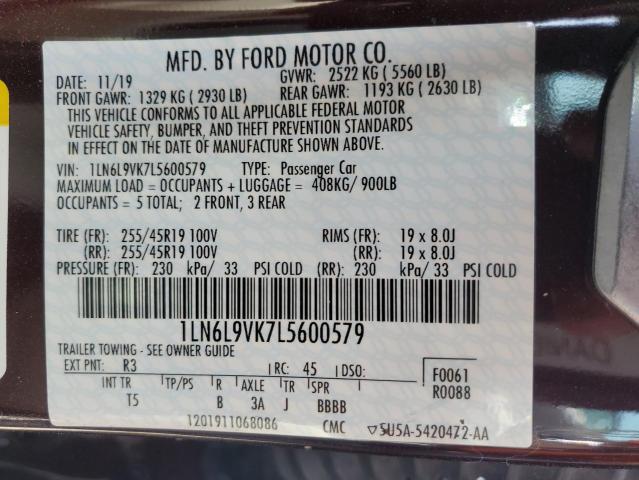 MFD. BY FORD MOTOR CO.
DATE: 11/19 GVWR: 2522 KG ( 5560 LB)
FRONT GAWR: 1329 KG ( 2930 LB) REAR GAWR: 1193 KG ( 2630 LB)
THIS VEHICLE CONFORMS TO ALL APPLICABLE FEDERAL MOTOR
VEHICLE SAFETY, BUMPER, AND THEFT PREVENTION STANDARDS
IN EFFECT ON THE DATE OF MANUFACTURE SHOWN ABOVE.
VIN: 1LN6L9VK7L5600579 TYPE: Passenger Car
MAXIMUM LOAD = OCCUPANTS + LUGGAGE = 408KG/ 900LB
OCCUPANTS = 5 TOTAL; 2 FRONT, 3 REAR
TIRE (FR): 255/45R19 100V RIMS (FR): 19 x 8.0J
(RR): 255/45R19 100V (RR): 19 x 8.0J
PRESSURE (FR): 230 kPa/ 33 PSI COLD (RR): 230 kPa/ 33 PSI COLD
1LN6L9VK7L5600579
TRAILER TOWING - SEE OWNER GUIDE
EXT PNT: R3 RC: 45 DSO: F0061
INT TR TP/PS R AXLE TR SPR R0088
T5 B 3A J BBBB
1201911068086 CMC 5U5A-5420472-AA